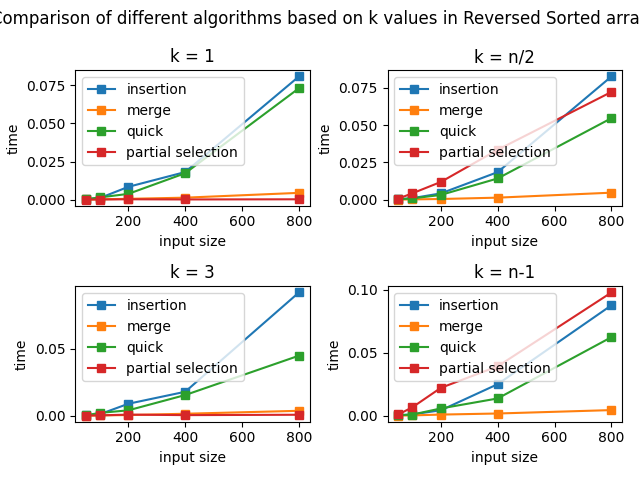 Comparison of different algorithms based on k values in Reversed Sorted arra
k = 1
0.075
0.050
0.025
0.000
time
insertion
merge
quick
partial selection
200 400 600 800
input size
k = n/2
0.075
0.050
0.025
0.000
time
insertion
merge
quick
partial selection
200 400 600 800
input size
k = 3
0.05
0.00
time
insertion
merge
quick
partial selection
200 400 600 800
input size
k = n-1
0.10
0.05
0.00
time
insertion
merge
quick
partial selection
200 400 600 800
input size